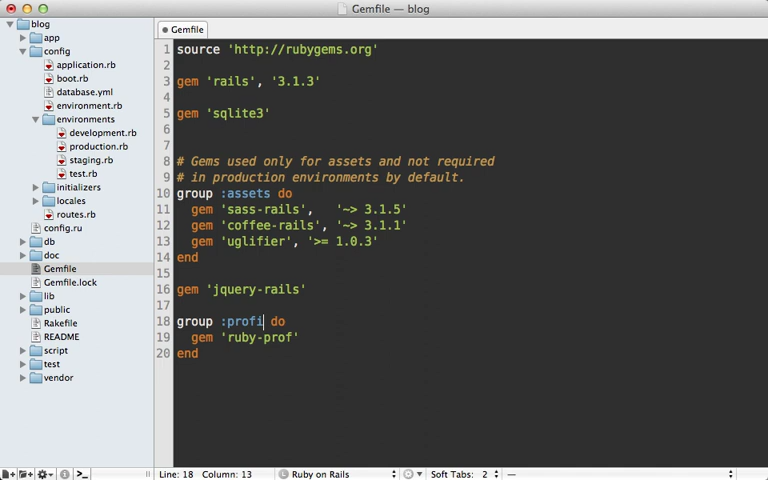 Gemfile — blog
blog
app
config
application.rb
boot.rb
database.yml
environment.rb
environments
development.rb
production.rb
staging.rb
test.rb
initializers
locales
routes.rb
config.ru
db
doc
Gemfile
Gemfile.lock
lib
public
Rakefile
README
script
test
vendor
Gemfile
1 source 'http://rubygems.org'
2
3 gem 'rails', '3.1.3'
4
5 gem 'sqlite3'
6
7
8 # Gems used only for assets and not required
9 # in production environments by default.
10 group :assets do
11   gem 'sass-rails',   '~> 3.1.5'
12   gem 'coffee-rails', '~> 3.1.1'
13   gem 'uglifier', '>= 1.0.3'
14 end
15
16 gem 'jquery-rails'
17
18 group :profi do
19   gem 'ruby-prof'
20 end
Line: 18 Column: 13 Ruby on Rails Soft Tabs: 2 —